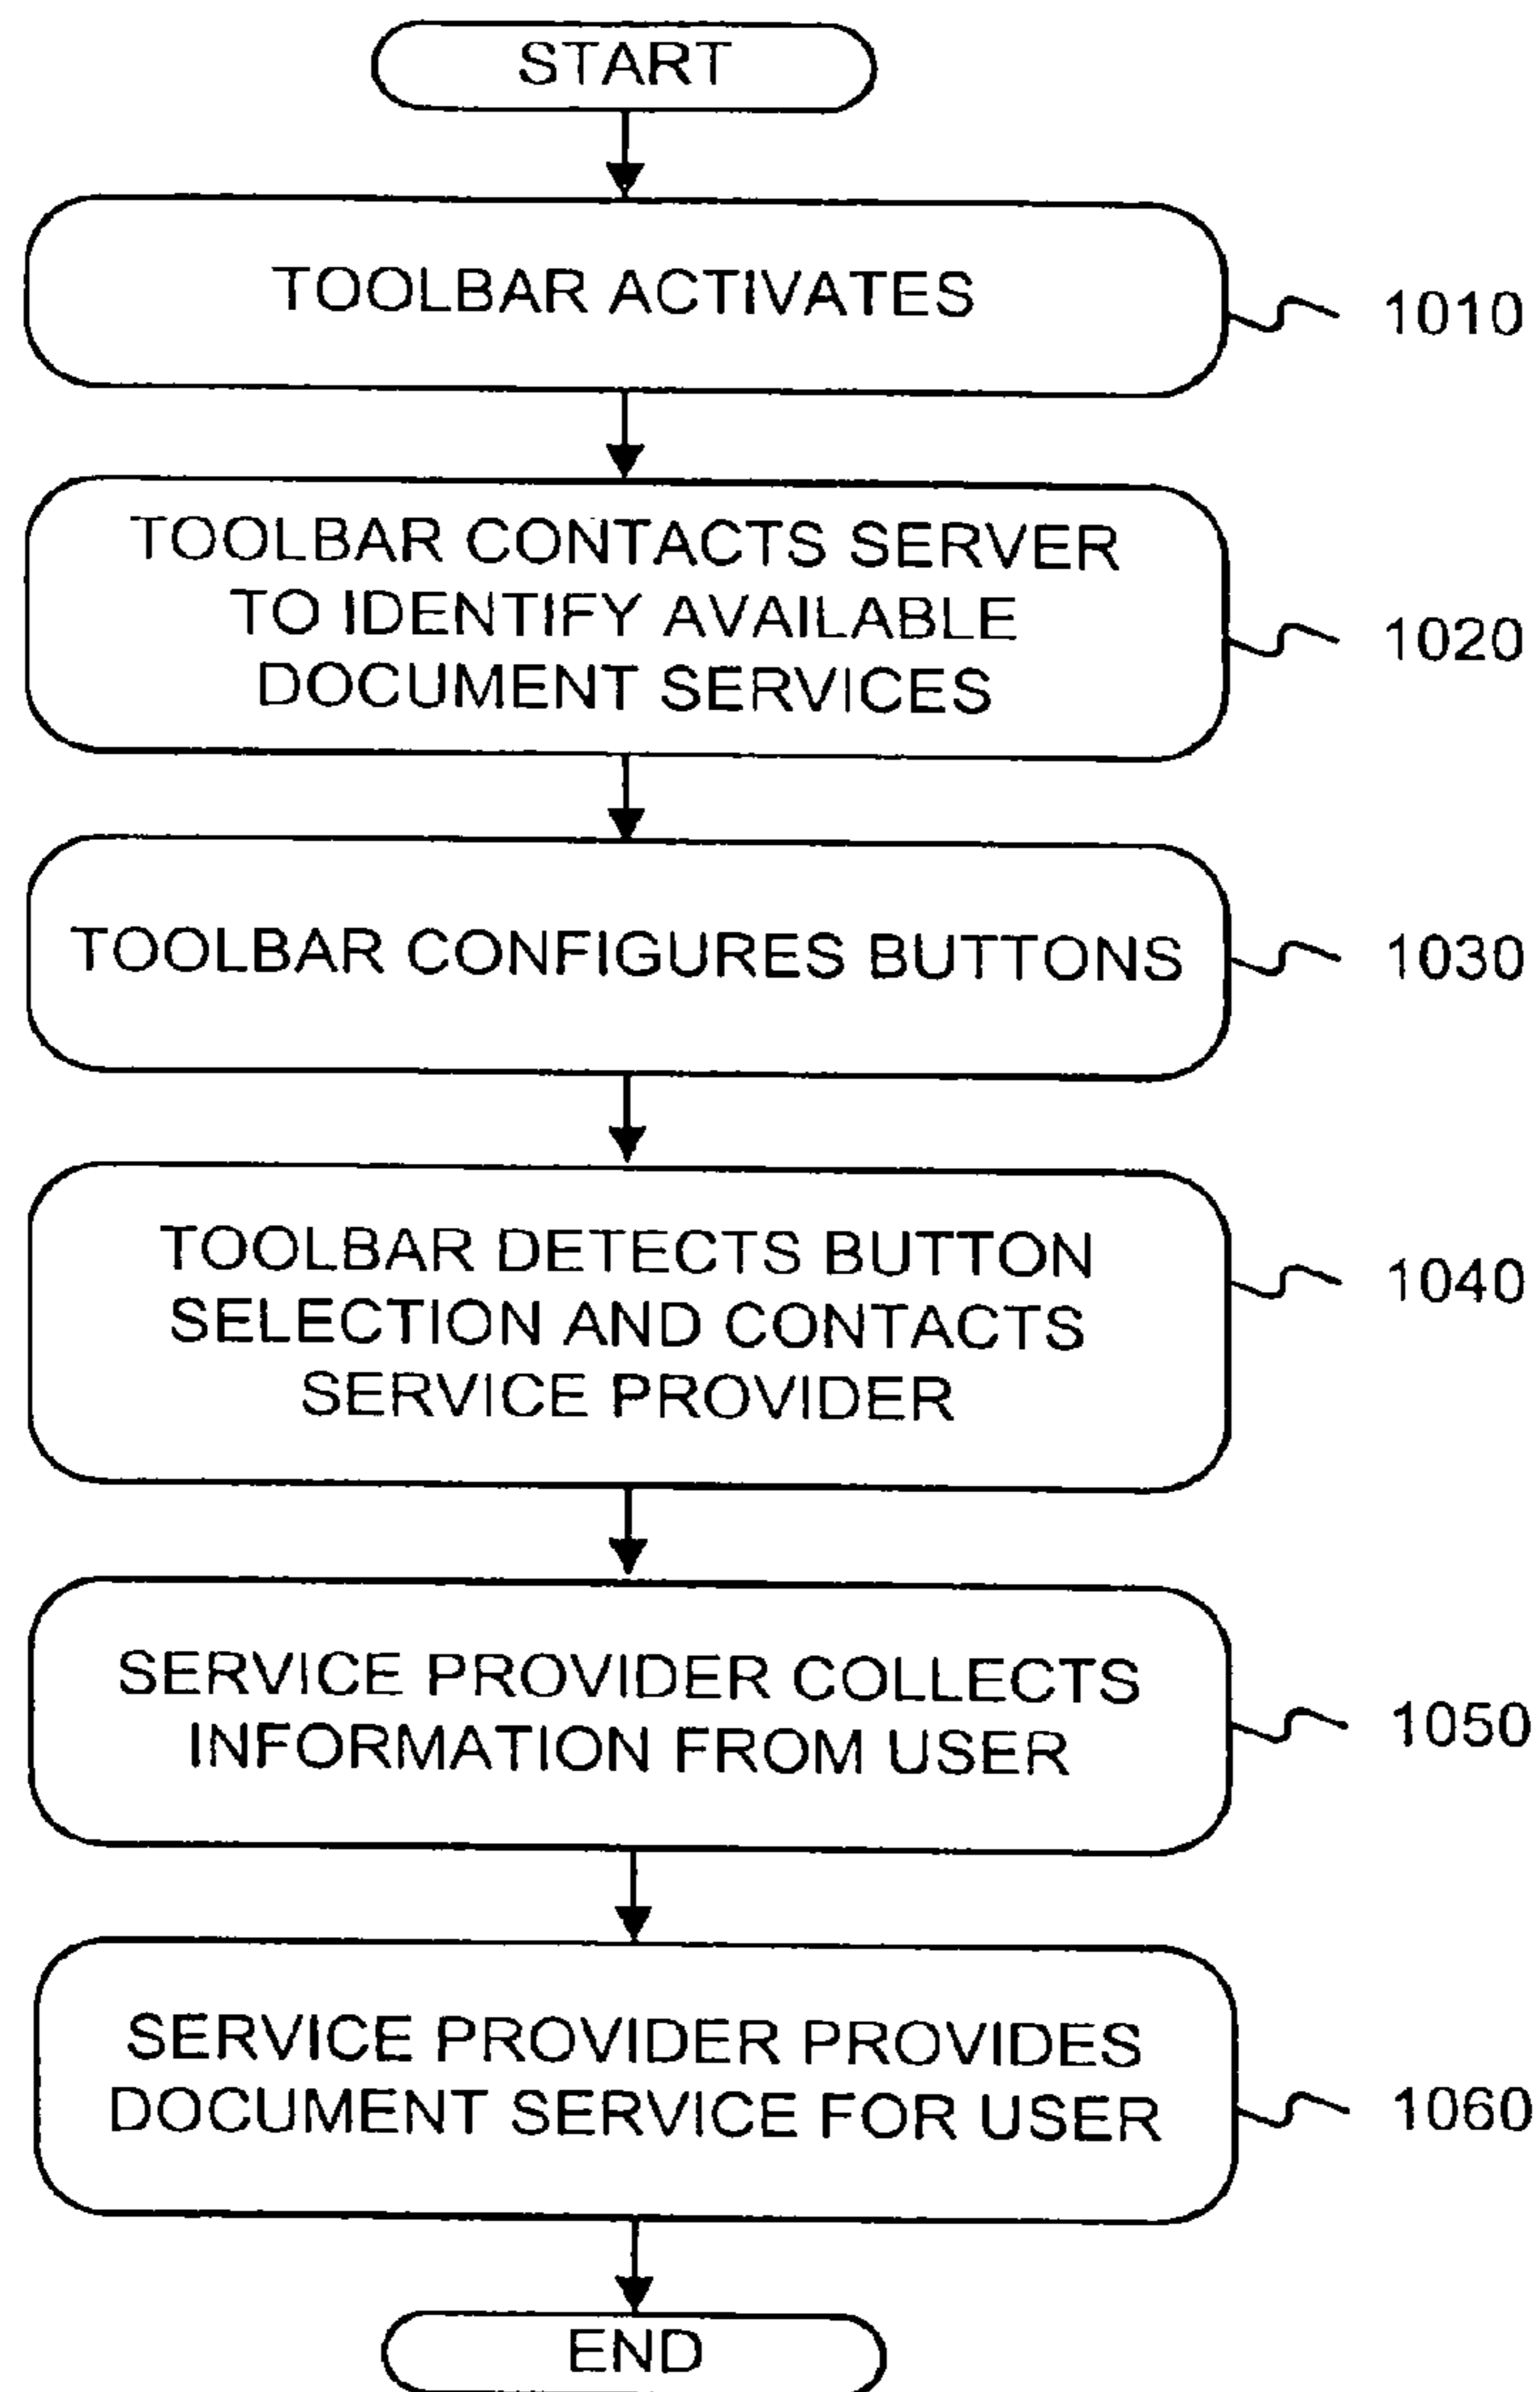 START
TOOLBAR ACTIVATES
1010
TOOLBAR CONTACTS SERVER
TO IDENTIFY AVAILABLE
DOCUMENT SERVICES
1020
TOOLBAR CONFIGURES BUTTONS
1030
TOOLBAR DETECTS BUTTON
SELECTION AND CONTACTS
SERVICE PROVIDER
1040
SERVICE PROVIDER COLLECTS
INFORMATION FROM USER
1050
SERVICE PROVIDER PROVIDES
DOCUMENT SERVICE FOR USER
1060
END